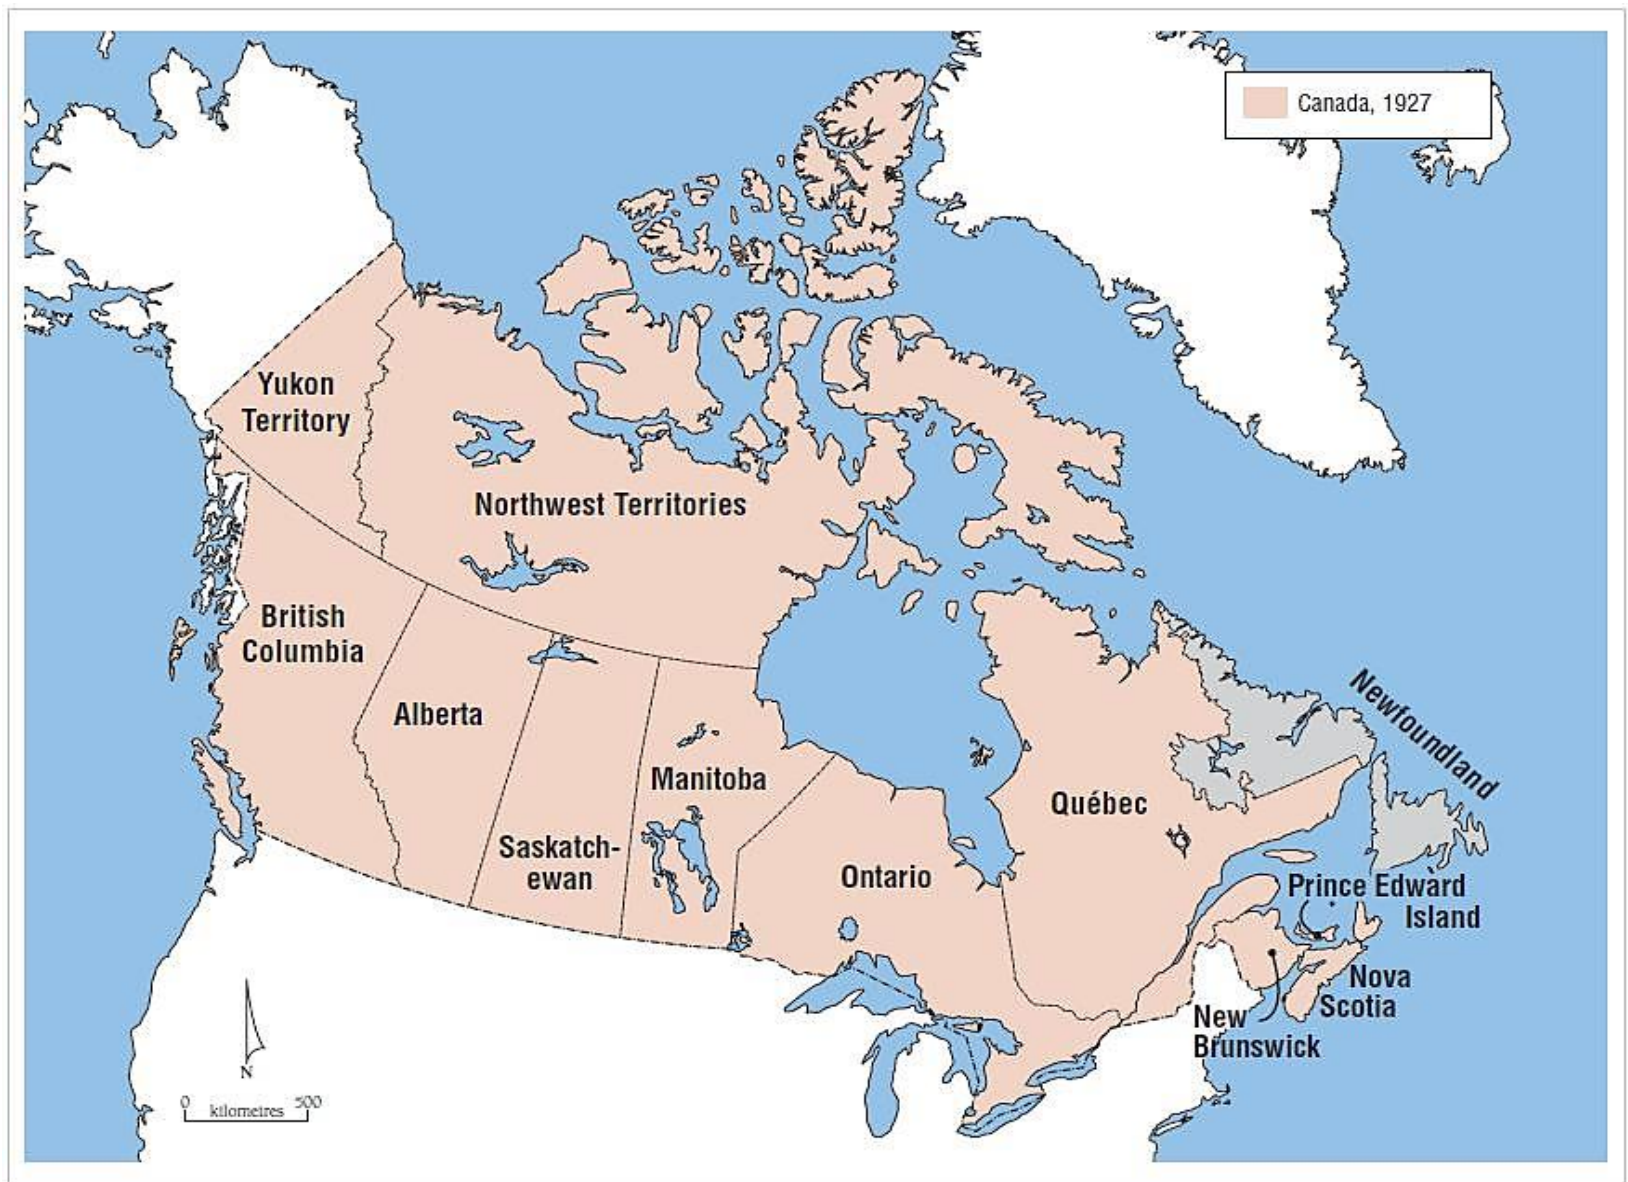 Canada, 1927
Yukon
Territory
Northwest Territories
British
Columbia
Alberta
Saskatch-
ewan
Manitoba
Ontario
Québec
Newfoundland
Prince Edward
Island
Nova
Scotia
New
Brunswick
N
0 kilometres 500